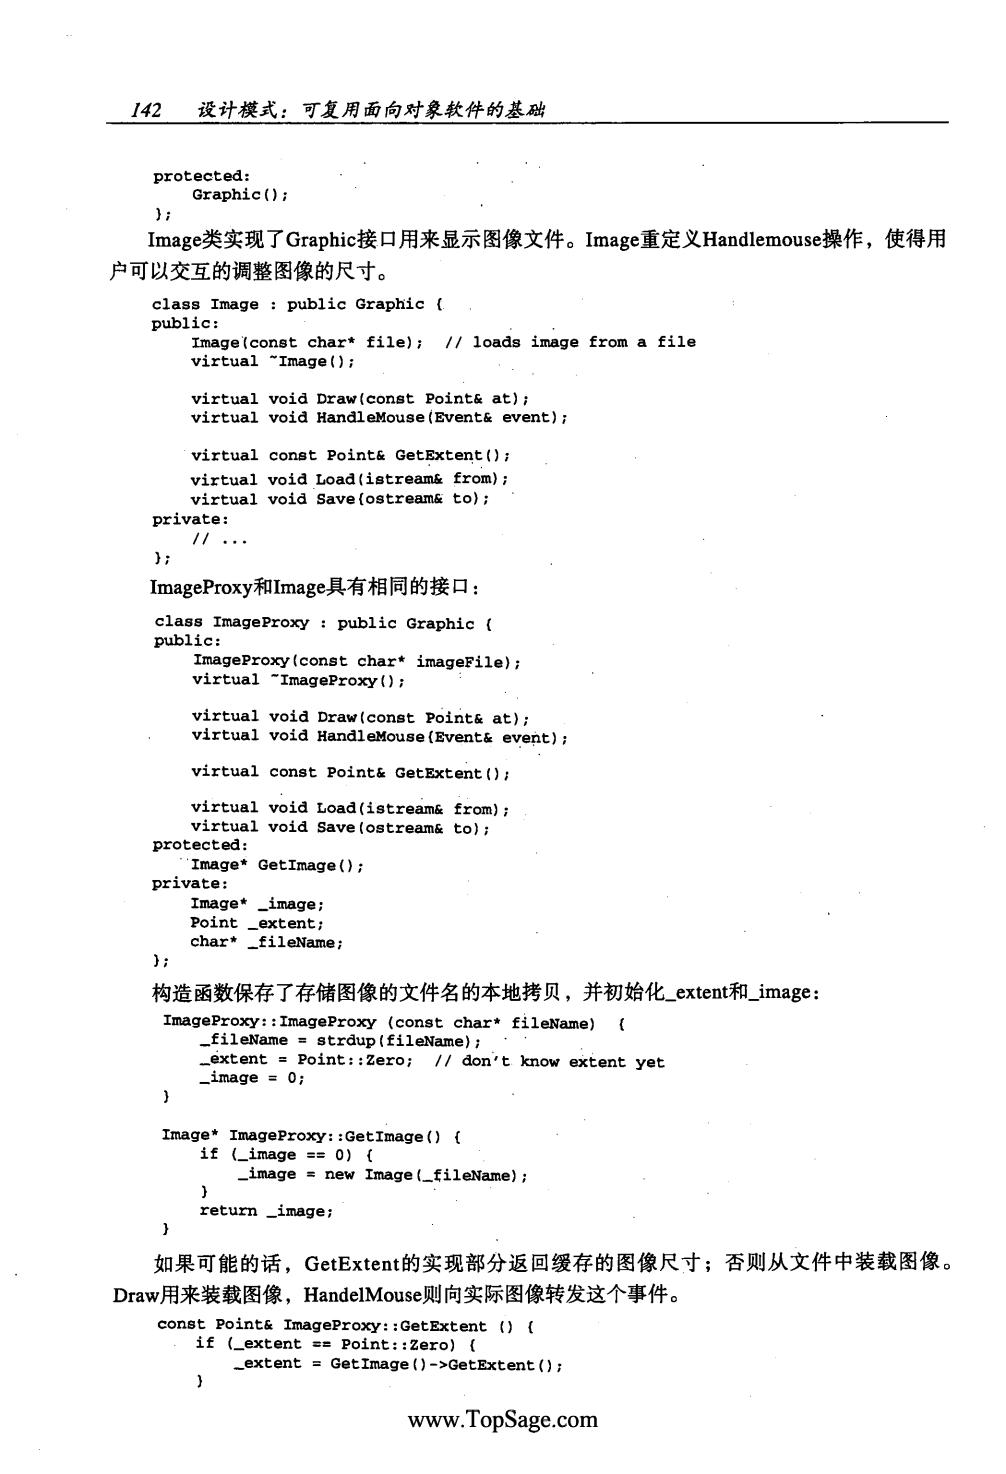 142 设计模式：可复用面向对象软件的基础
protected:
Graphic();
};
Image类实现了Graphic接口用来显示图像文件。Image重定义Handlemouse操作，使得用
户可以交互的调整图像的尺寸。
class Image : public Graphic {
public:
Image(const char* file); // loads image from a file
virtual ~Image();
virtual void Draw(const Point& at);
virtual void HandleMouse(Event& event);
virtual const Point& GetExtent();
virtual void Load(istream& from);
virtual void Save(ostream& to);
private:
// ...
};
ImageProxy和Image具有相同的接口：
class ImageProxy : public Graphic {
public:
ImageProxy(const char* imageFile);
virtual ~ImageProxy();
virtual void Draw(const Point& at);
virtual void HandleMouse(Event& event);
virtual const Point& GetExtent();
virtual void Load(istream& from);
virtual void Save(ostream& to);
protected:
Image* GetImage();
private:
Image* _image;
Point _extent;
char* _fileName;
};
构造函数保存了存储图像的文件名的本地拷贝，并初始化_extent和_image：
ImageProxy::ImageProxy (const char* fileName) {
_fileName = strdup(fileName);
_extent = Point::Zero; // don't know extent yet
_image = 0;
}
Image* ImageProxy::GetImage() {
if (_image == 0) {
_image = new Image(_fileName);
}
return _image;
}
如果可能的话，GetExtent的实现部分返回缓存的图像尺寸；否则从文件中装载图像。
Draw用来装载图像，HandelMouse则向实际图像转发这个事件。
const Point& ImageProxy::GetExtent () {
if (_extent == Point::Zero) {
_extent = GetImage()->GetExtent();
}
www.TopSage.com